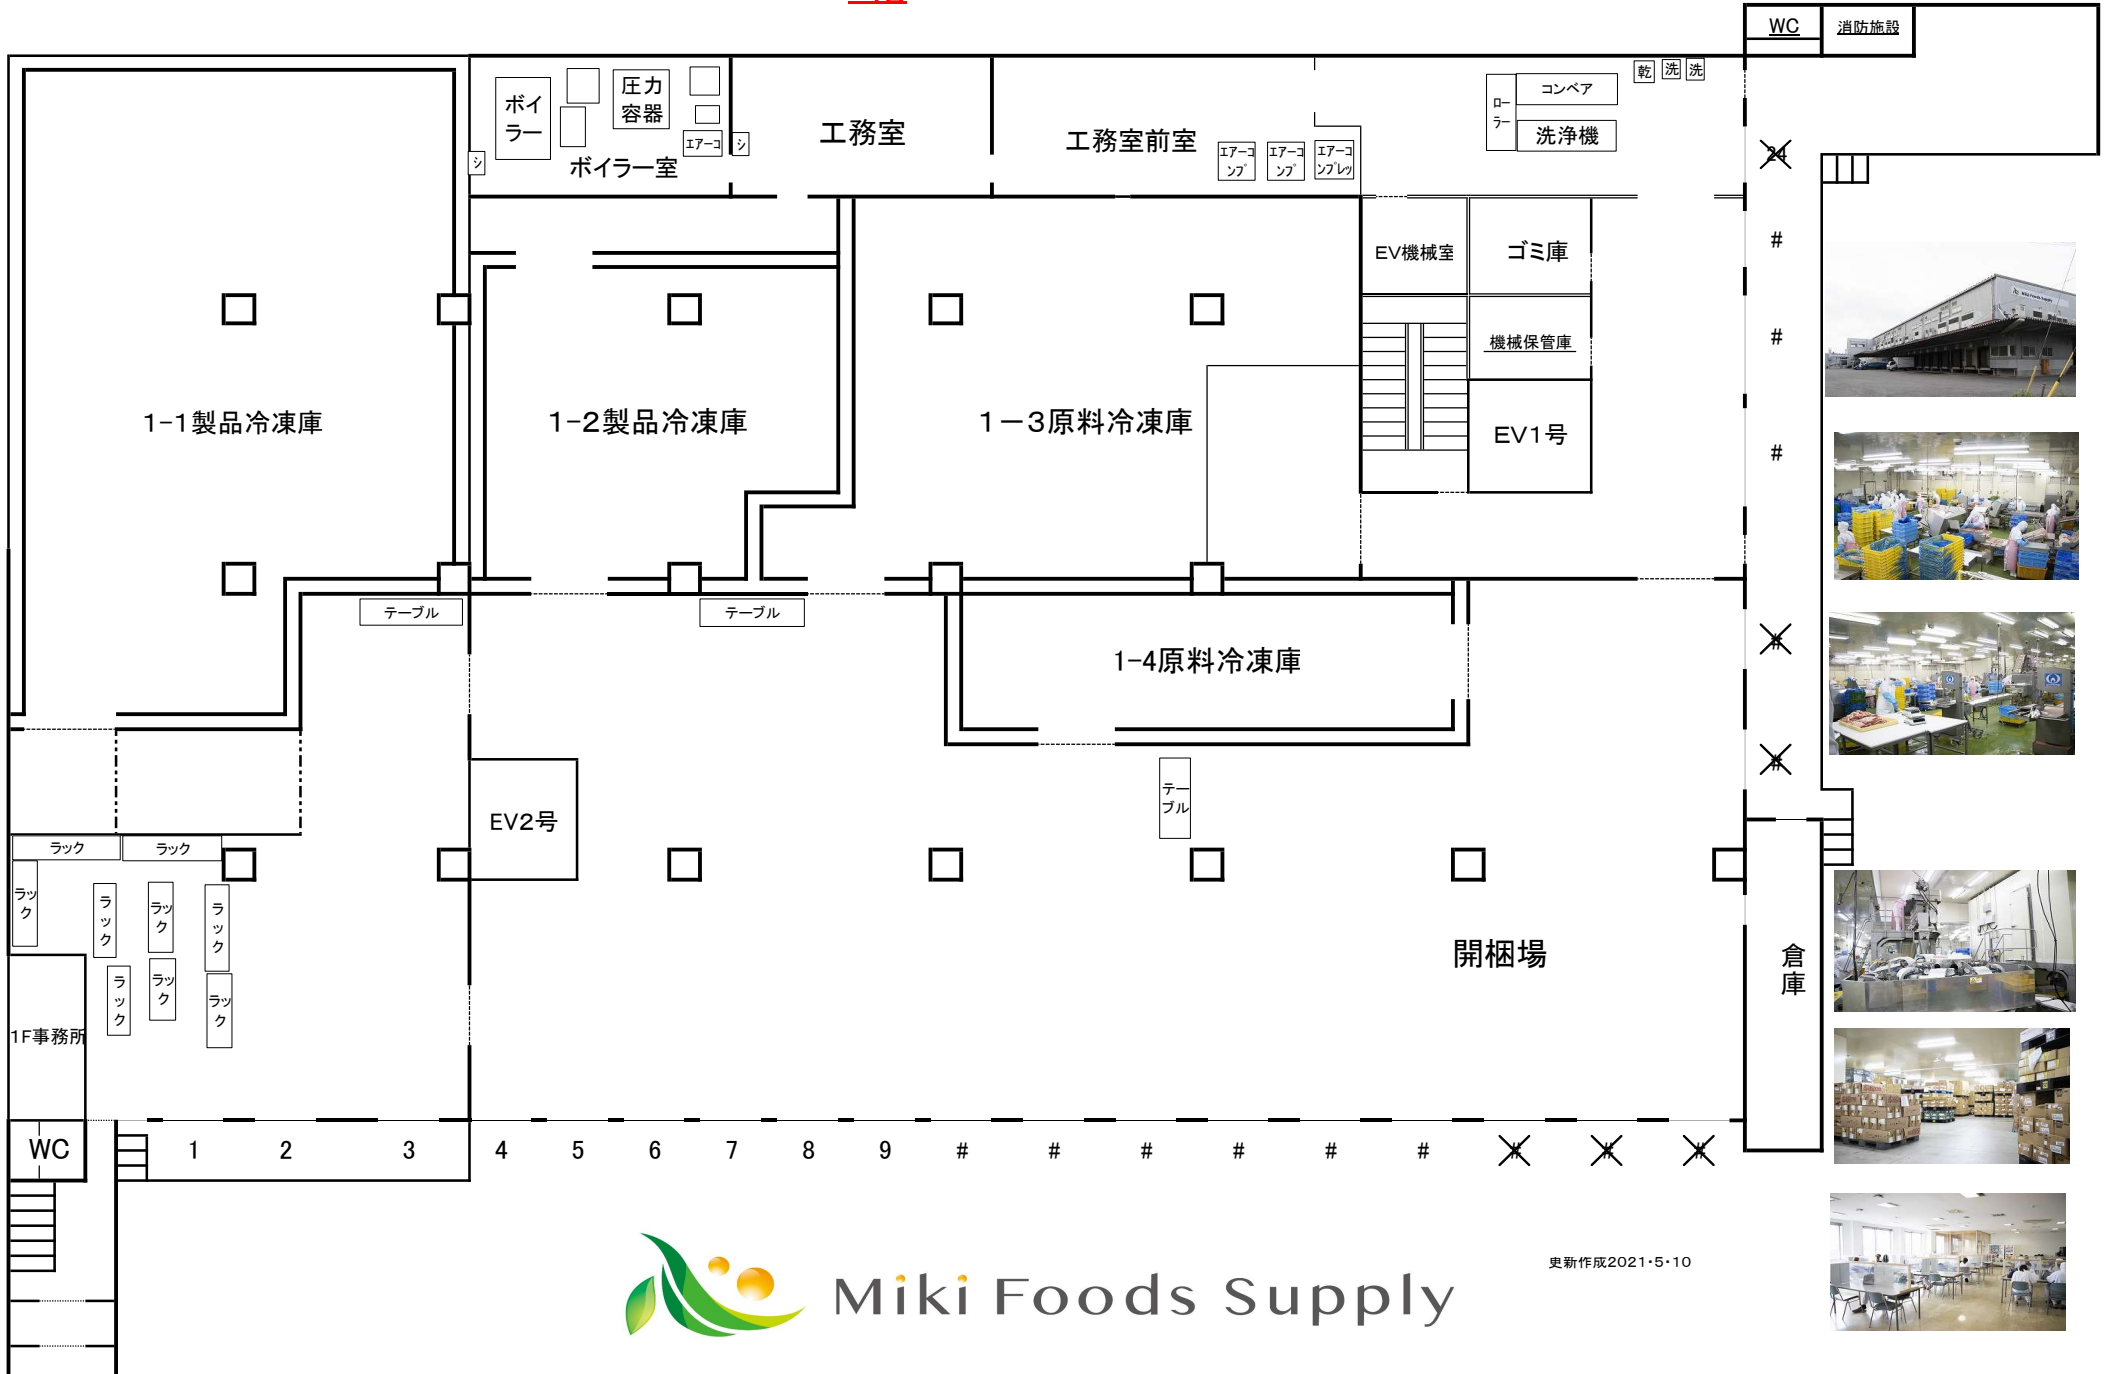 WC
消防施設
ボイ
ラー
圧力
容器
エアーコ
シ
シ
ボイラー室
工務室
工務室前室
エアーコ
ンプ
エアーコ
ンプ
エアーコ
ンプレッ
ロー
ラー
コンベア
洗浄機
乾
洗
洗
24
EV機械室
ゴミ庫
#
機械保管庫
#
1-1製品冷凍庫
1-2製品冷凍庫
1-3原料冷凍庫
EV1号
#
テーブル
テーブル
1-4原料冷凍庫
#
#
テー
ブル
EV2号
ラック
ラック
ラッ
ク
ラ
ッ
ク
ラッ
ク
ラ
ッ
ク
ラ
ッ
ク
ラッ
ク
ラッ
ク
開梱場
倉
庫
1F事務所
WC
1 2 3 4 5 6 7 8 9 # # # # # # # # #
Miki Foods Supply
更新作成2021・5・10